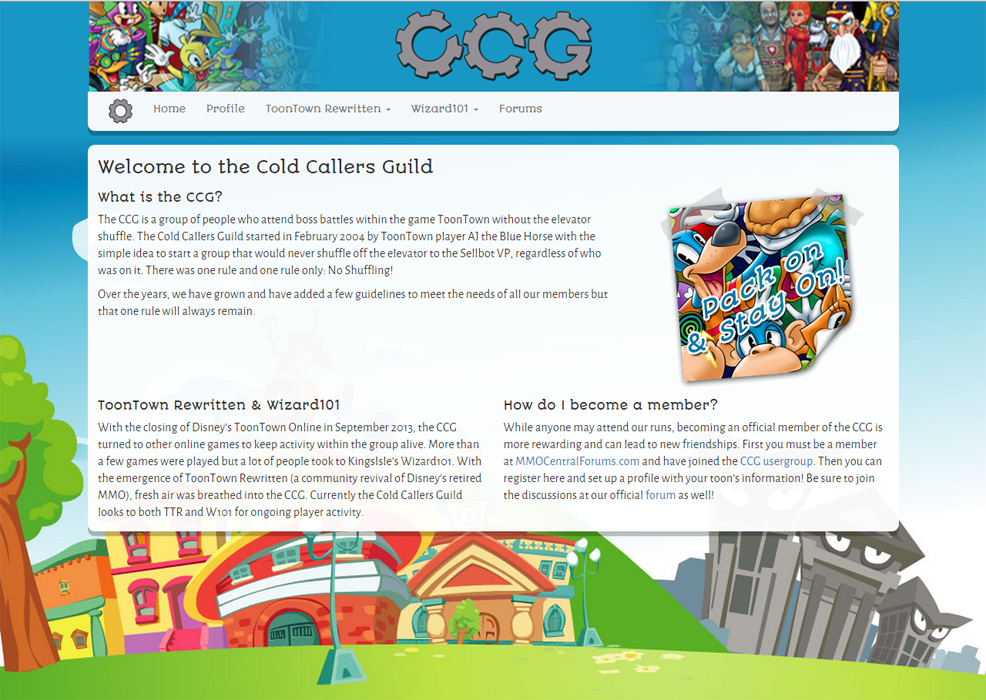 CCG
Home Profile ToonTown Rewritten Wizard101 Forums
Welcome to the Cold Callers Guild
What is the CCG?
The CCG is a group of people who attend boss battles within the game ToonTown without the elevator
shuffle. The Cold Callers Guild started in February 2004 by ToonTown player AJ the Blue Horse with the
simple idea to start a group that would never shuffle off the elevator to the Sellbot VP, regardless of who
was on it. There was one rule and one rule only: No Shuffling!
Over the years, we have grown and have added a few guidelines to meet the needs of all our members but
that one rule will always remain.
Pack on
& Stay On!
ToonTown Rewritten & Wizard101
With the closing of Disney's ToonTown Online in September 2013, the CCG
turned to other online games to keep activity within the group alive. More than
a few games were played but a lot of people took to KingsIsle's Wizard101. With
the emergence of ToonTown Rewritten (a community revival of Disney's retired
MMO), fresh air was breathed into the CCG. Currently the Cold Callers Guild
looks to both TTR and W101 for ongoing player activity.
How do I become a member?
While anyone may attend our runs, becoming an official member of the CCG is
more rewarding and can lead to new friendships. First you must be a member
at MMOCentralForums.com and have joined the CCG usergroup. Then you can
register here and set up a profile with your toon's information! Be sure to join
the discussions at our official forum as well!